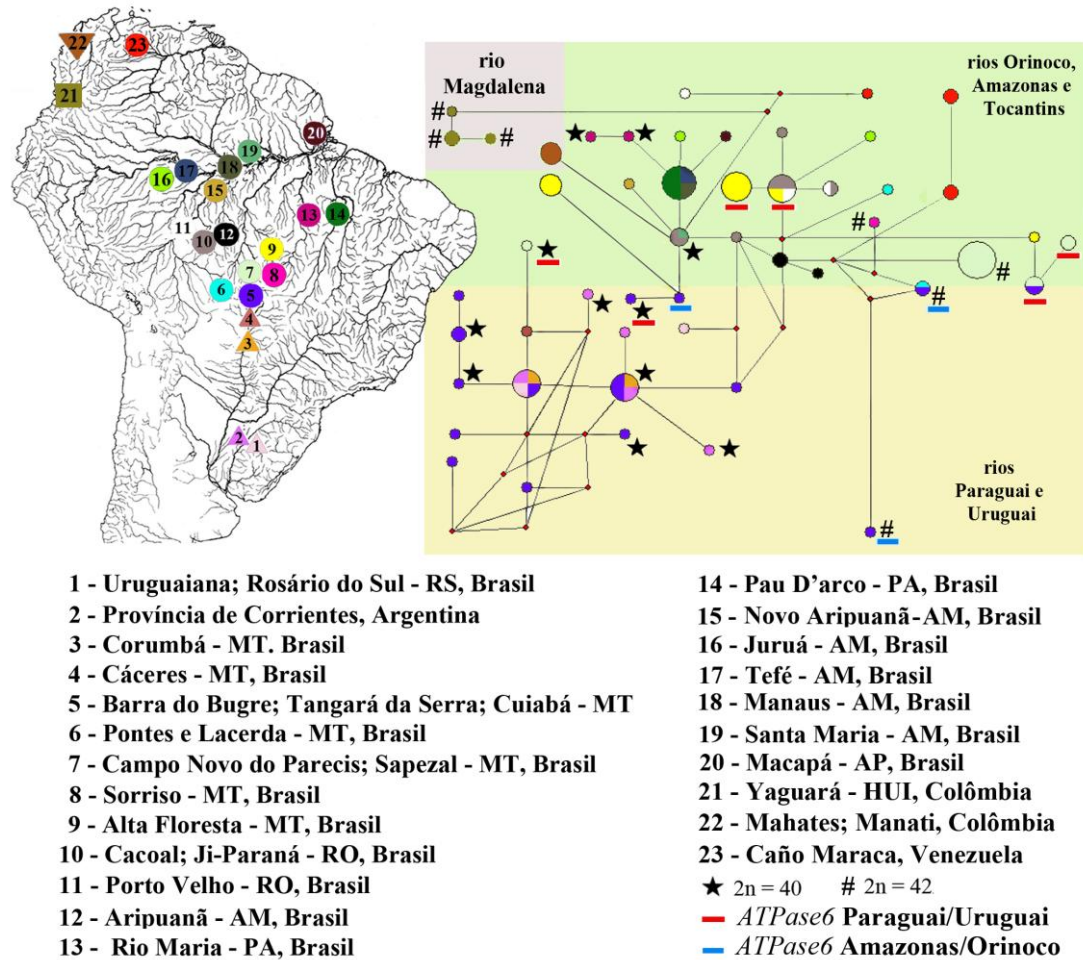 22
23
21
20
19
18
17
16
15
14
13
12
11
10
9
8
7
6
5
4
3
2
1
rio
Magdalena
rios Orinoco,
Amazonas e
Tocantins
rios
Paraguai e
Uruguai
# # # # # # #
1 - Uruguaiana; Rosário do Sul - RS, Brasil
2 - Província de Corrientes, Argentina
3 - Corumbá - MT. Brasil
4 - Cáceres - MT, Brasil
5 - Barra do Bugre; Tangará da Serra; Cuiabá - MT
6 - Pontes e Lacerda - MT, Brasil
7 - Campo Novo do Parecis; Sapezal - MT, Brasil
8 - Sorriso - MT, Brasil
9 - Alta Floresta - MT, Brasil
10 - Cacoal; Ji-Paraná - RO, Brasil
11 - Porto Velho - RO, Brasil
12 - Aripuanã - AM, Brasil
13 - Rio Maria - PA, Brasil
14 - Pau D’arco - PA, Brasil
15 - Novo Aripuanã-AM, Brasil
16 - Juruá - AM, Brasil
17 - Tefé - AM, Brasil
18 - Manaus - AM, Brasil
19 - Santa Maria - AM, Brasil
20 - Macapá - AP, Brasil
21 - Yaguará - HUI, Colômbia
22 - Mahates; Manati, Colômbia
23 - Caño Maraca, Venezuela
★ 2n = 40 # 2n = 42
ATPase6 Paraguai/Uruguai
ATPase6 Amazonas/Orinoco